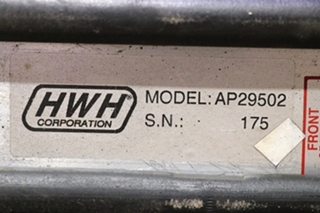 HWH®
CORPORATION
MODEL: AP29502
S.N.: 175
FRONT